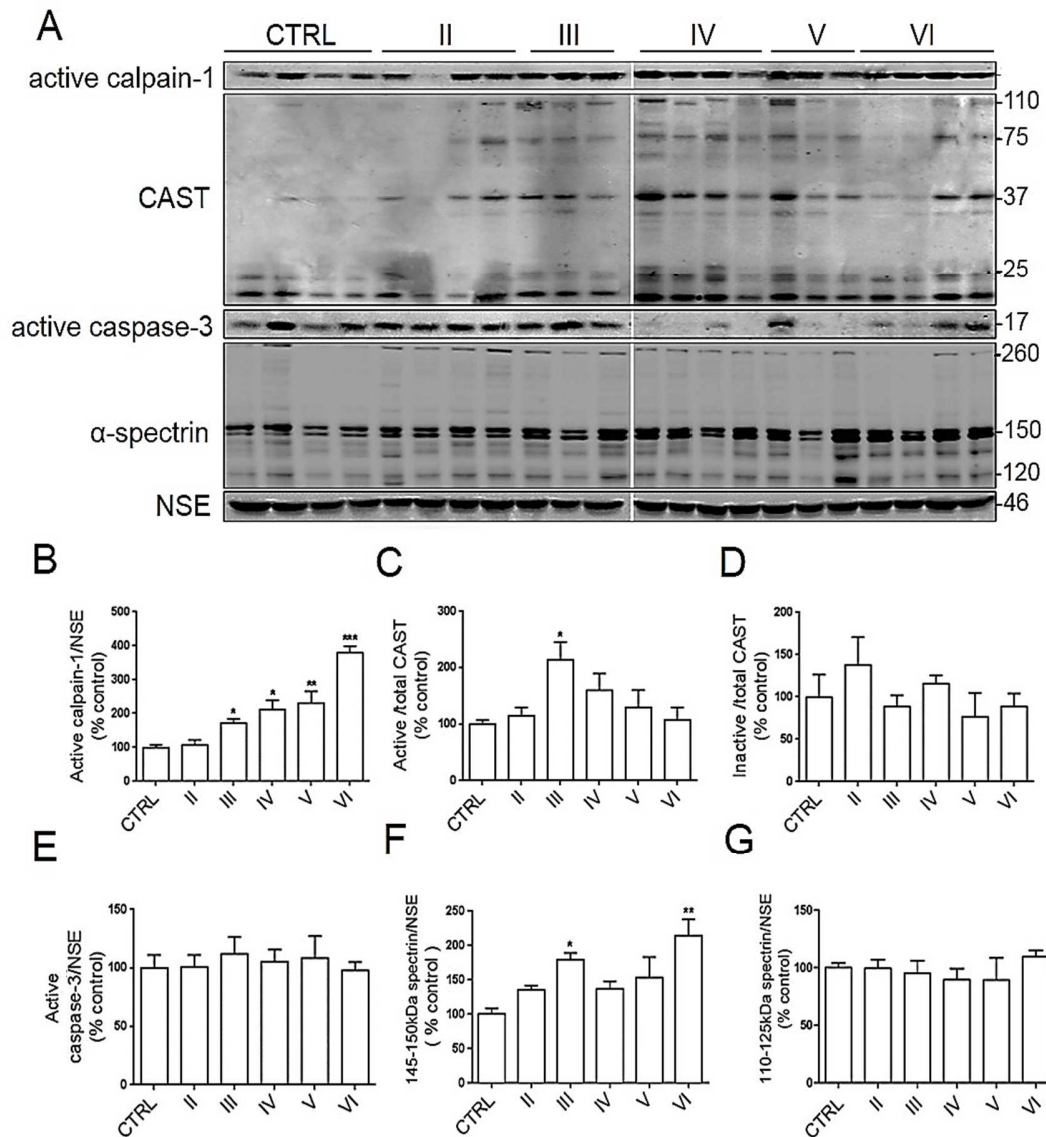 A
CTRL II III IV V VI
active calpain-1
CAST
110
75
37
25
active caspase-3
17
α-spectrin
260
150
120
NSE
46
B
Active calpain-1/NSE
(% control)
500
400
300
200
100
0
*
*
**
***
CTRL II III IV V VI
C
Active /total CAST
(% control)
300
200
100
0
*
CTRL II III IV V VI
D
Inactive /total CAST
(% control)
200
150
100
50
0
CTRL II III IV V VI
E
Active
caspase-3/NSE
(% control)
150
100
50
0
CTRL II III IV V VI
F
145-150kDa spectrin/NSE
( % control )
250
200
150
100
50
0
*
**
CTRL II III IV V VI
G
110-125kDa spectrin/NSE
(% control)
150
100
50
0
CTRL II III IV V VI